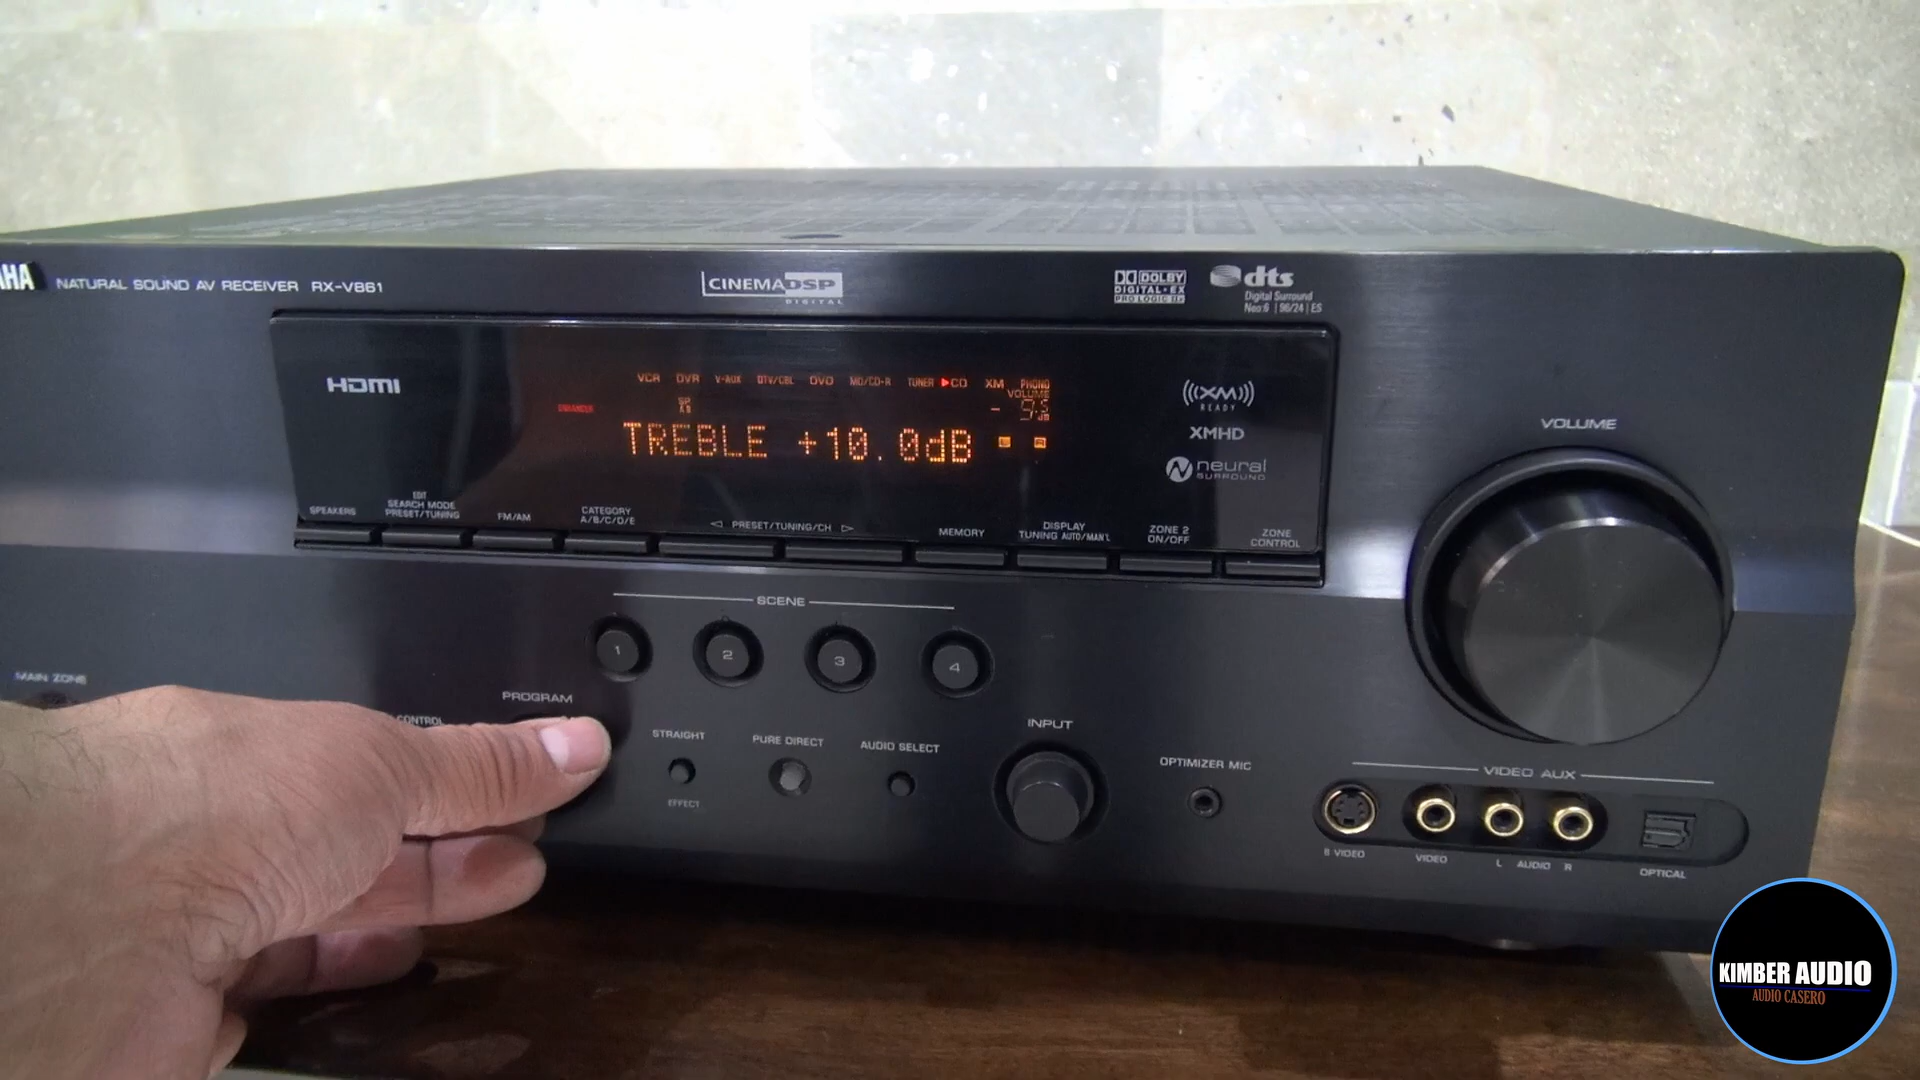 AHA NATURAL SOUND AV RECEIVER RX-V861
CINEMA DSP
DIGITAL
DOLBY
DIGITAL·EX
PRO LOGIC IIx
dts
Digital Surround
Neo:6 | 96/24 | ES
HDMI
VCR DVR V-AUX DTV/CBL DVD MD/CD-R TUNER CD XM PHONO
VOLUME
ENHANCER
SP
A B
dB
TREBLE +10.0dB L R
((XM))
READY
XMHD
neural
SURROUND
SPEAKERS
EDIT
SEARCH MODE
PRESET/TUNING
FM/AM
CATEGORY
A/B/C/D/E
PRESET/TUNING/CH
MEMORY
DISPLAY
TUNING AUTO/MAN'L
ZONE 2
ON/OFF
ZONE
CONTROL
VOLUME
SCENE
1 2 3 4
MAIN ZONE
CONTROL
PROGRAM
STRAIGHT
EFFECT
PURE DIRECT
AUDIO SELECT
INPUT
OPTIMIZER MIC
VIDEO AUX
S VIDEO
VIDEO
L AUDIO R
OPTICAL
KIMBER AUDIO
AUDIO CASERO